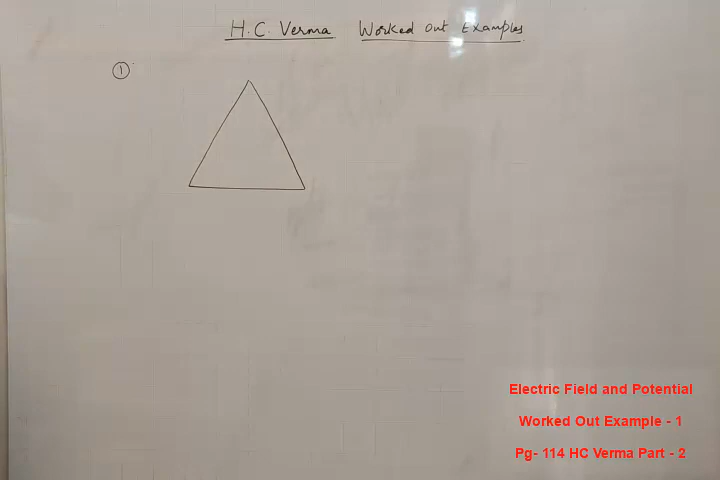 H.C. Verma Worked Out Examples
①
Electric Field and Potential
Worked Out Example - 1
Pg- 114 HC Verma Part - 2